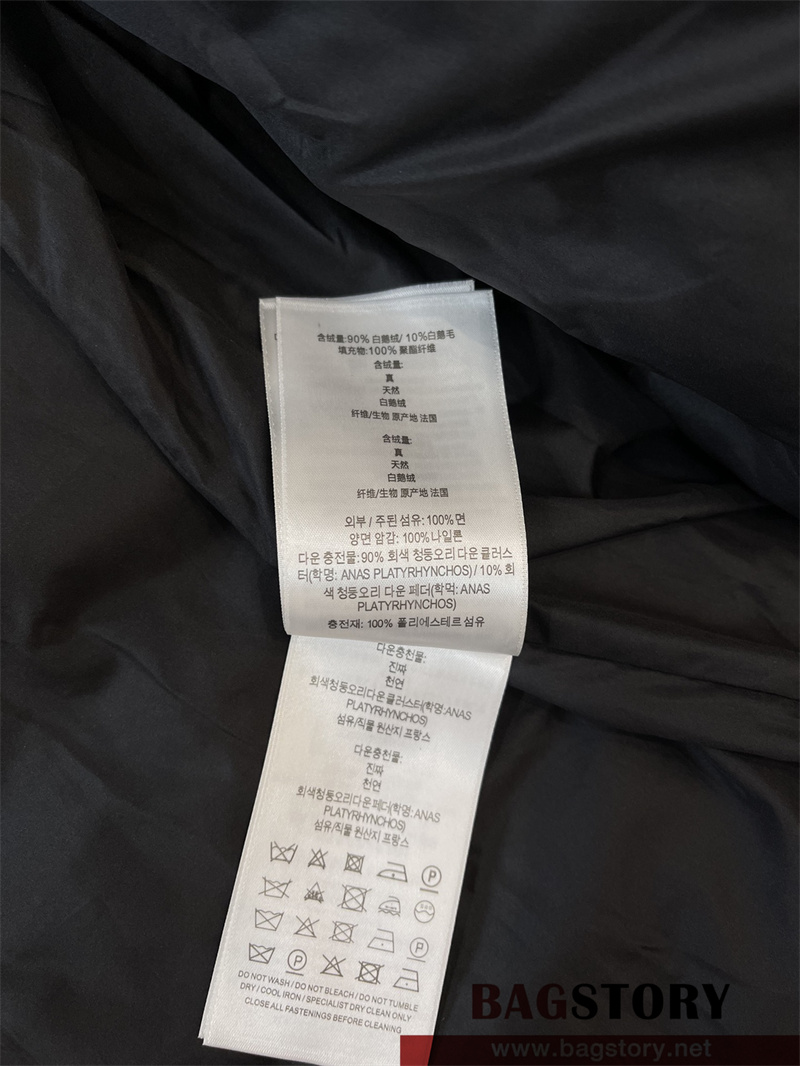 含绒量:90% 白鹅绒/ 10%白鹅毛
填充物:100% 聚酯纤维
含绒量:
真
天然
白鹅绒
纤维/生物 原产地 法国
含绒量:
真
天然
白鹅绒
纤维/生物 原产地 法国
외부 / 주된 섬유: 100% 면
양면 암감: 100% 나일론
다운 충전물:90% 회색 청둥오리 다운 클러스
터(학명: ANAS PLATYRHYNCHOS) / 10% 회
색 청둥오리 다운 페더(학먹: ANAS
PLATYRHYNCHOS)
충전재: 100% 폴리에스테르 섬유
다운충천물:
진짜
천연
회색청둥오리다운클러스터(학명:ANAS
PLATYRHYNCHOS)
섬유/직물 원산지 프랑스
다운충천물:
진짜
천연
회색청둥오리다운페더(학명:ANAS
PLATYRHYNCHOS)
섬유/직물 원산지 프랑스
DO NOT WASH / DO NOT BLEACH / DO NOT TUMBLE
DRY / COOL IRON / SPECIALIST DRY CLEAN ONLY
CLOSE ALL FASTENINGS BEFORE CLEANING
BAGSTORY
www.bagstory.net